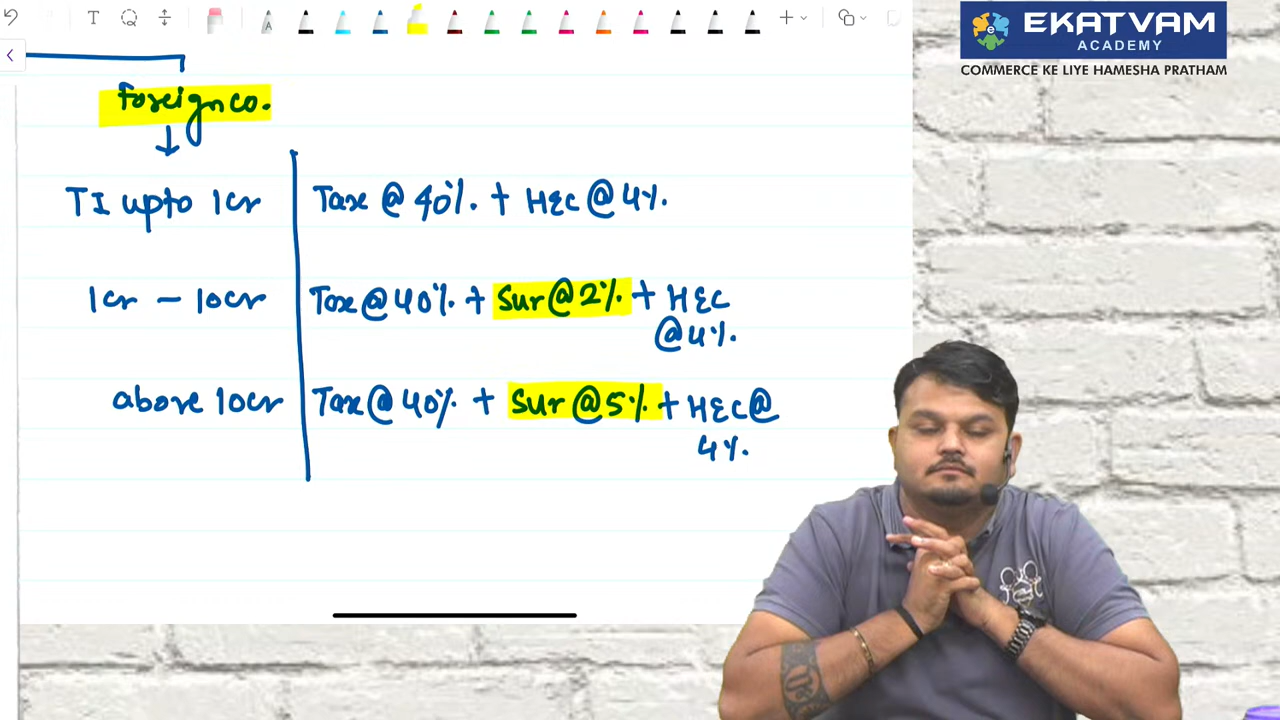 EKATVAM
ACADEMY
COMMERCE KE LIYE HAMESHA PRATHAM
Foreign co.
TI upto 1cr Tax @ 40% + HEC @ 4%.
1cr - 10cr Tax @ 40% + Sur @ 2% + HEC
@ 4%.
above 10cr Tax @ 40% + Sur @ 5% + HEC @
4%.